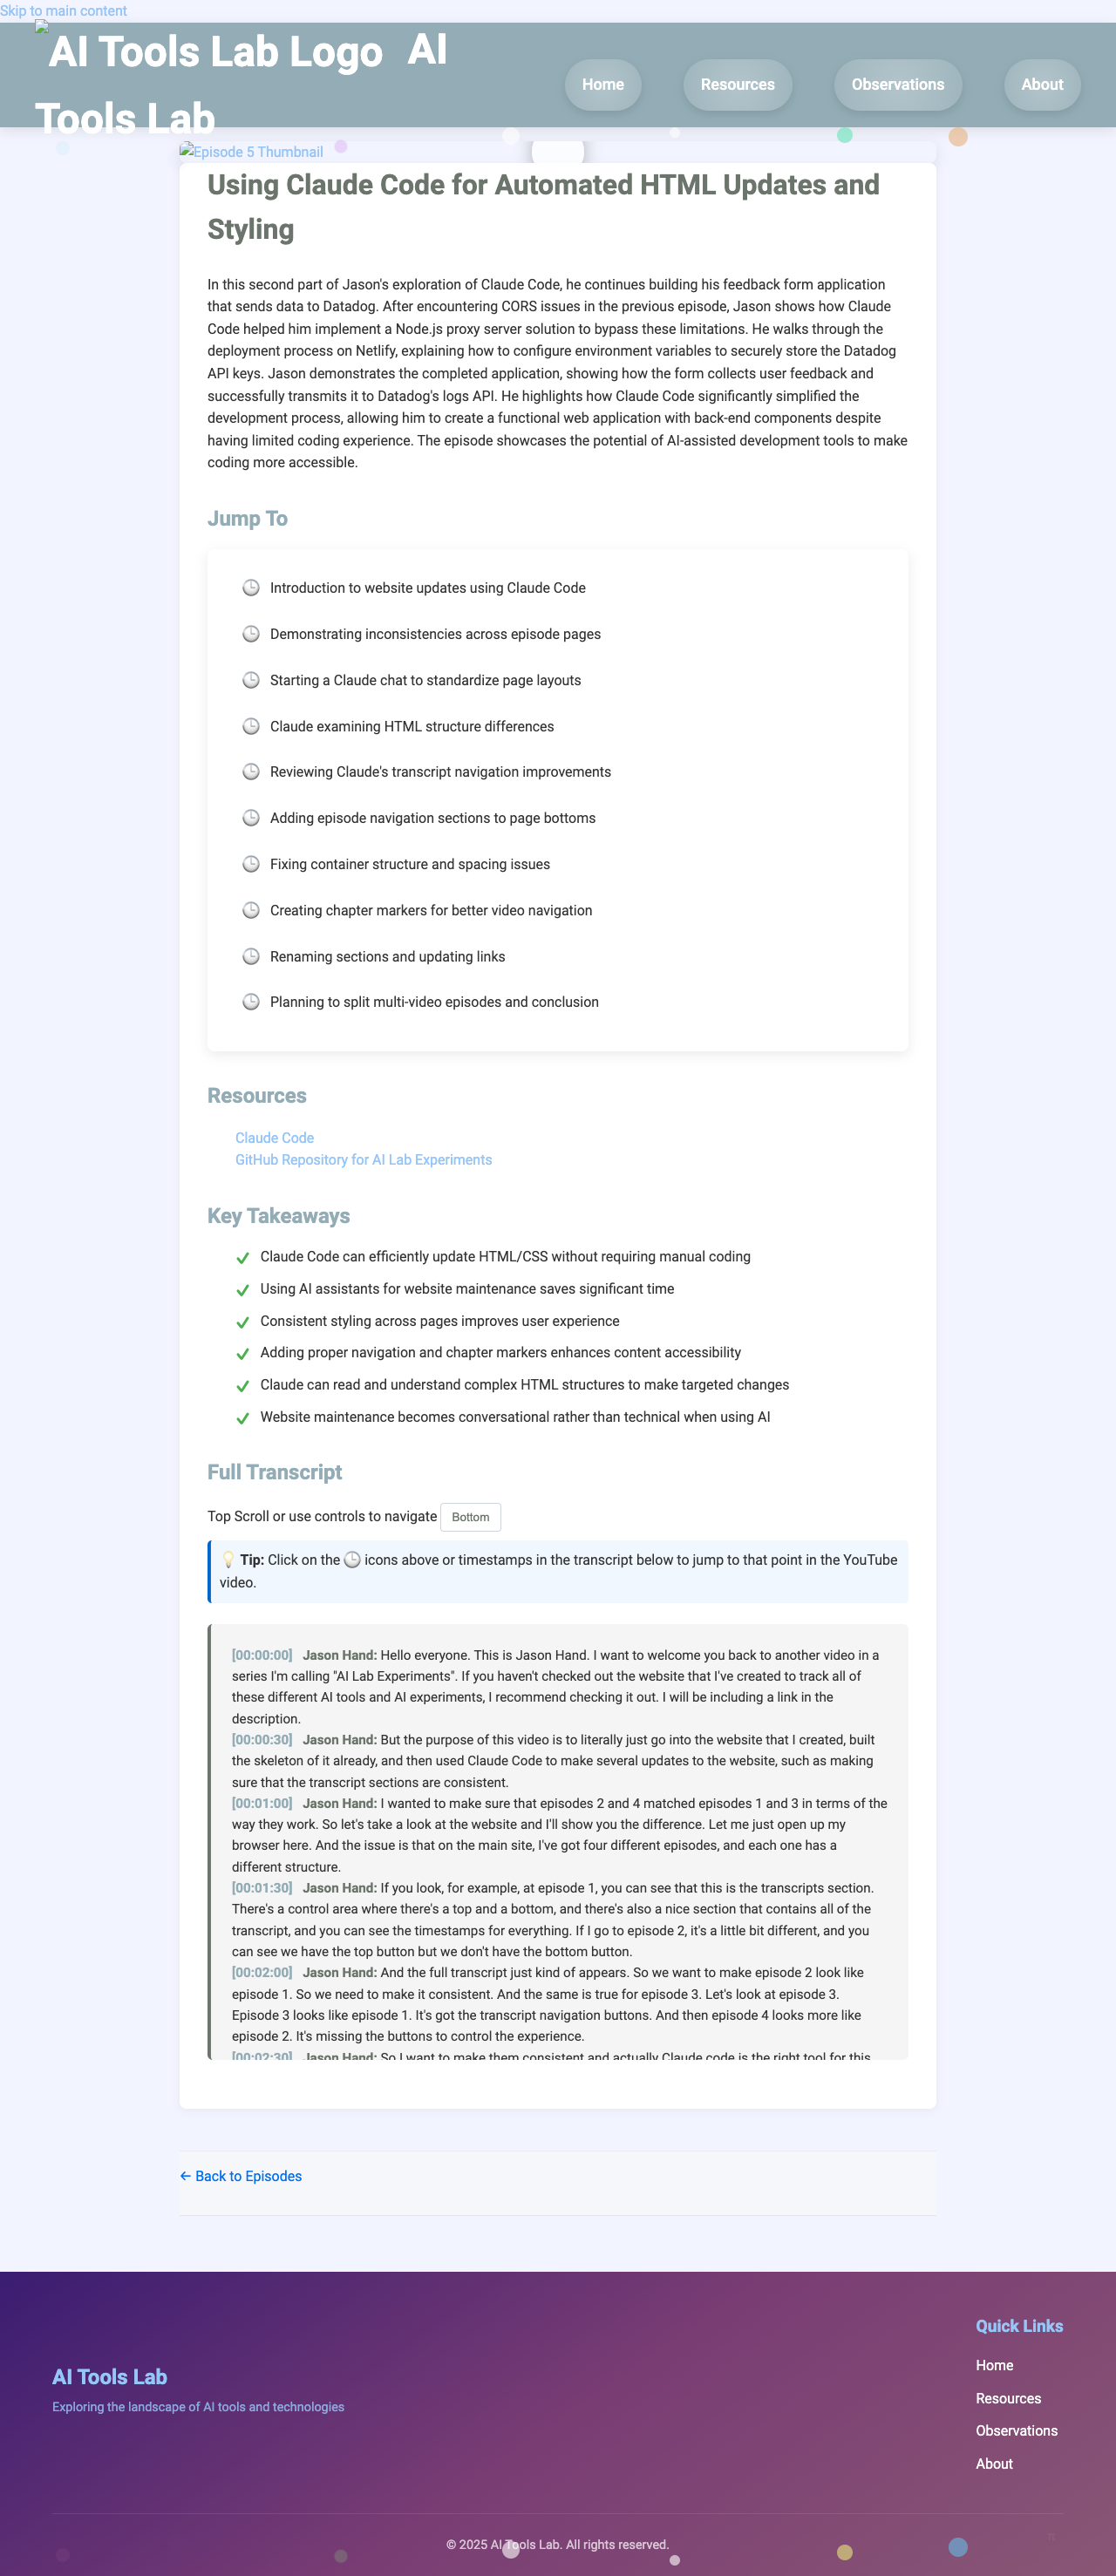 Skip to main content
AI Tools Lab Logo AI
Tools Lab
Home
Resources
Observations
About
Episode 5 Thumbnail
Using Claude Code for Automated HTML Updates and
Styling
In this second part of Jason's exploration of Claude Code, he continues building his feedback form application
that sends data to Datadog. After encountering CORS issues in the previous episode, Jason shows how Claude
Code helped him implement a Node.js proxy server solution to bypass these limitations. He walks through the
deployment process on Netlify, explaining how to configure environment variables to securely store the Datadog
API keys. Jason demonstrates the completed application, showing how the form collects user feedback and
successfully transmits it to Datadog's logs API. He highlights how Claude Code significantly simplified the
development process, allowing him to create a functional web application with back-end components despite
having limited coding experience. The episode showcases the potential of AI-assisted development tools to make
coding more accessible.
Jump To
🕒 Introduction to website updates using Claude Code
🕒 Demonstrating inconsistencies across episode pages
🕒 Starting a Claude chat to standardize page layouts
🕒 Claude examining HTML structure differences
🕒 Reviewing Claude's transcript navigation improvements
🕒 Adding episode navigation sections to page bottoms
🕒 Fixing container structure and spacing issues
🕒 Creating chapter markers for better video navigation
🕒 Renaming sections and updating links
🕒 Planning to split multi-video episodes and conclusion
Resources
Claude Code
GitHub Repository for AI Lab Experiments
Key Takeaways
✓ Claude Code can efficiently update HTML/CSS without requiring manual coding
✓ Using AI assistants for website maintenance saves significant time
✓ Consistent styling across pages improves user experience
✓ Adding proper navigation and chapter markers enhances content accessibility
✓ Claude can read and understand complex HTML structures to make targeted changes
✓ Website maintenance becomes conversational rather than technical when using AI
Full Transcript
Top Scroll or use controls to navigate Bottom
💡 Tip: Click on the 🕒 icons above or timestamps in the transcript below to jump to that point in the YouTube
video.
[00:00:00] Jason Hand: Hello everyone. This is Jason Hand. I want to welcome you back to another video in a
series I'm calling "AI Lab Experiments". If you haven't checked out the website that I've created to track all of
these different AI tools and AI experiments, I recommend checking it out. I will be including a link in the
description.
[00:00:30] Jason Hand: But the purpose of this video is to literally just go into the website that I created, built
the skeleton of it already, and then used Claude Code to make several updates to the website, such as making
sure that the transcript sections are consistent.
[00:01:00] Jason Hand: I wanted to make sure that episodes 2 and 4 matched episodes 1 and 3 in terms of the
way they work. So let's take a look at the website and I'll show you the difference. Let me just open up my
browser here. And the issue is that on the main site, I've got four different episodes, and each one has a
different structure.
[00:01:30] Jason Hand: If you look, for example, at episode 1, you can see that this is the transcripts section.
There's a control area where there's a top and a bottom, and there's also a nice section that contains all of the
transcript, and you can see the timestamps for everything. If I go to episode 2, it's a little bit different, and you
can see we have the top button but we don't have the bottom button.
[00:02:00] Jason Hand: And the full transcript just kind of appears. So we want to make episode 2 look like
episode 1. So we need to make it consistent. And the same is true for episode 3. Let's look at episode 3.
Episode 3 looks like episode 1. It's got the transcript navigation buttons. And then episode 4 looks more like
episode 2. It's missing the buttons to control the experience.
[00:02:30] Jason Hand: So I want to make them consistent and actually Claude code is the right tool for this
← Back to Episodes
AI Tools Lab
Exploring the landscape of AI tools and technologies
Quick Links
Home
Resources
Observations
About
© 2025 AI Tools Lab. All rights reserved.